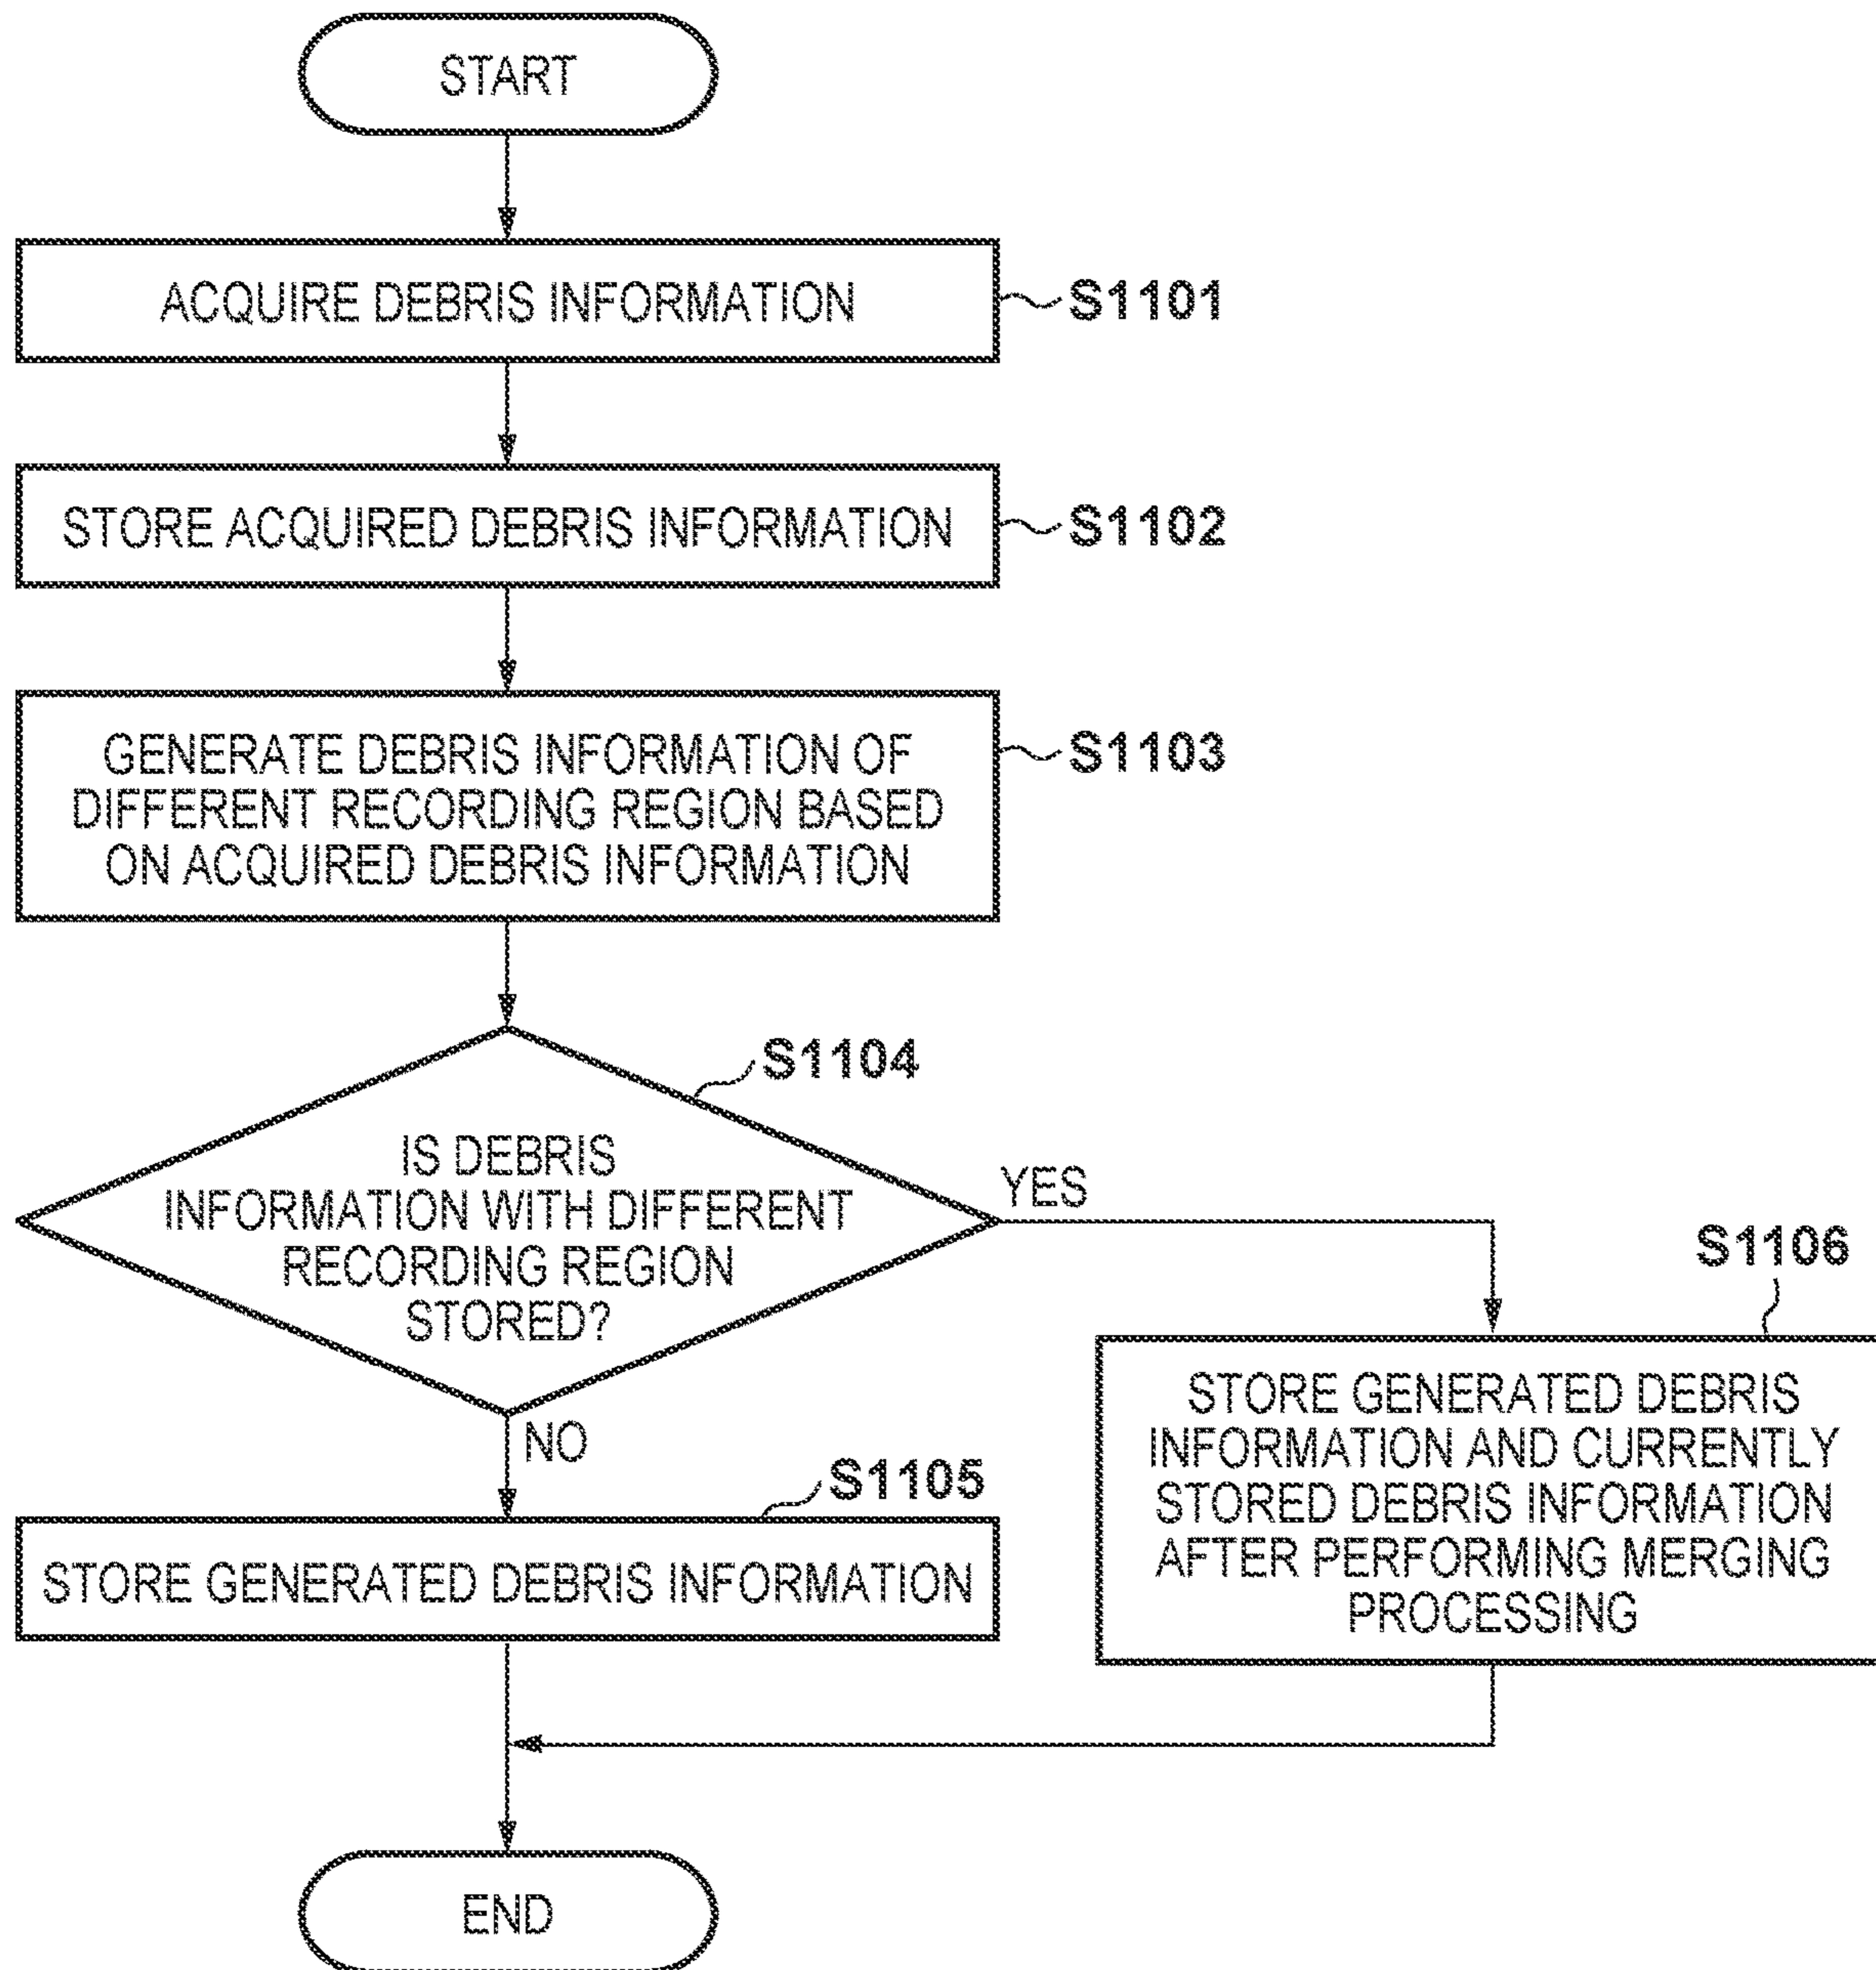 START
ACQUIRE DEBRIS INFORMATION
S1101
STORE ACQUIRED DEBRIS INFORMATION
S1102
GENERATE DEBRIS INFORMATION OF
DIFFERENT RECORDING REGION BASED
ON ACQUIRED DEBRIS INFORMATION
S1103
S1104
IS DEBRIS
INFORMATION WITH DIFFERENT
RECORDING REGION
STORED?
YES
NO
S1106
STORE GENERATED DEBRIS
INFORMATION AND CURRENTLY
STORED DEBRIS INFORMATION
AFTER PERFORMING MERGING
PROCESSING
S1105
STORE GENERATED DEBRIS INFORMATION
END